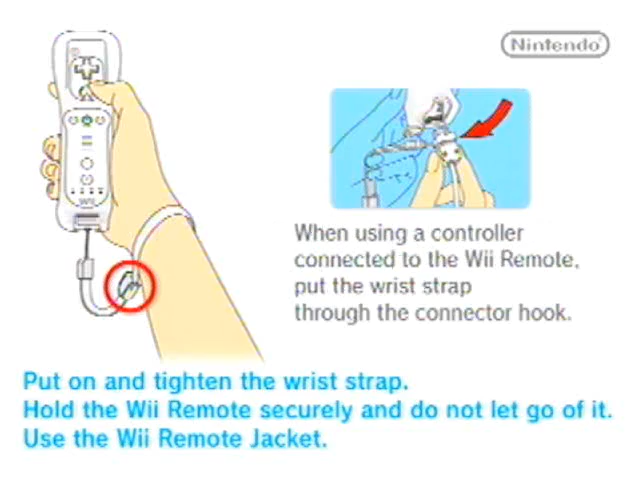 Nintendo
Wii
When using a controller
connected to the Wii Remote,
put the wrist strap
through the connector hook.
Put on and tighten the wrist strap.
Hold the Wii Remote securely and do not let go of it.
Use the Wii Remote Jacket.